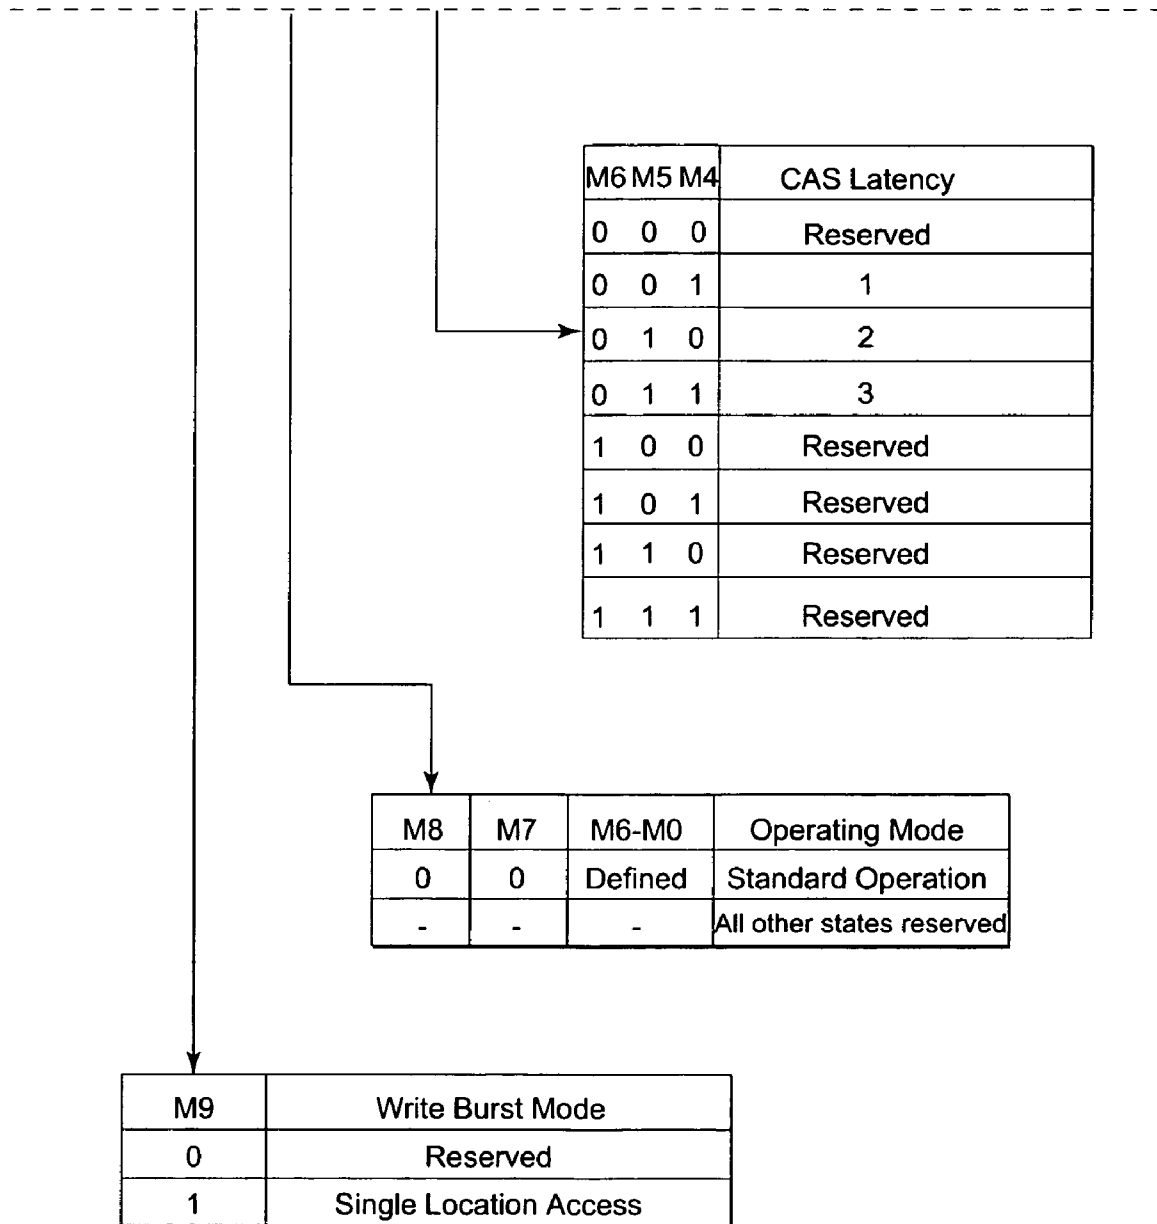 M6 M5 M4 CAS Latency
0 0 0 Reserved
0 0 1 1
0 1 0 2
0 1 1 3
1 0 0 Reserved
1 0 1 Reserved
1 1 0 Reserved
1 1 1 Reserved
M8 M7 M6-M0 Operating Mode
0 0 Defined Standard Operation
- - - All other states reserved
M9 Write Burst Mode
0 Reserved
1 Single Location Access